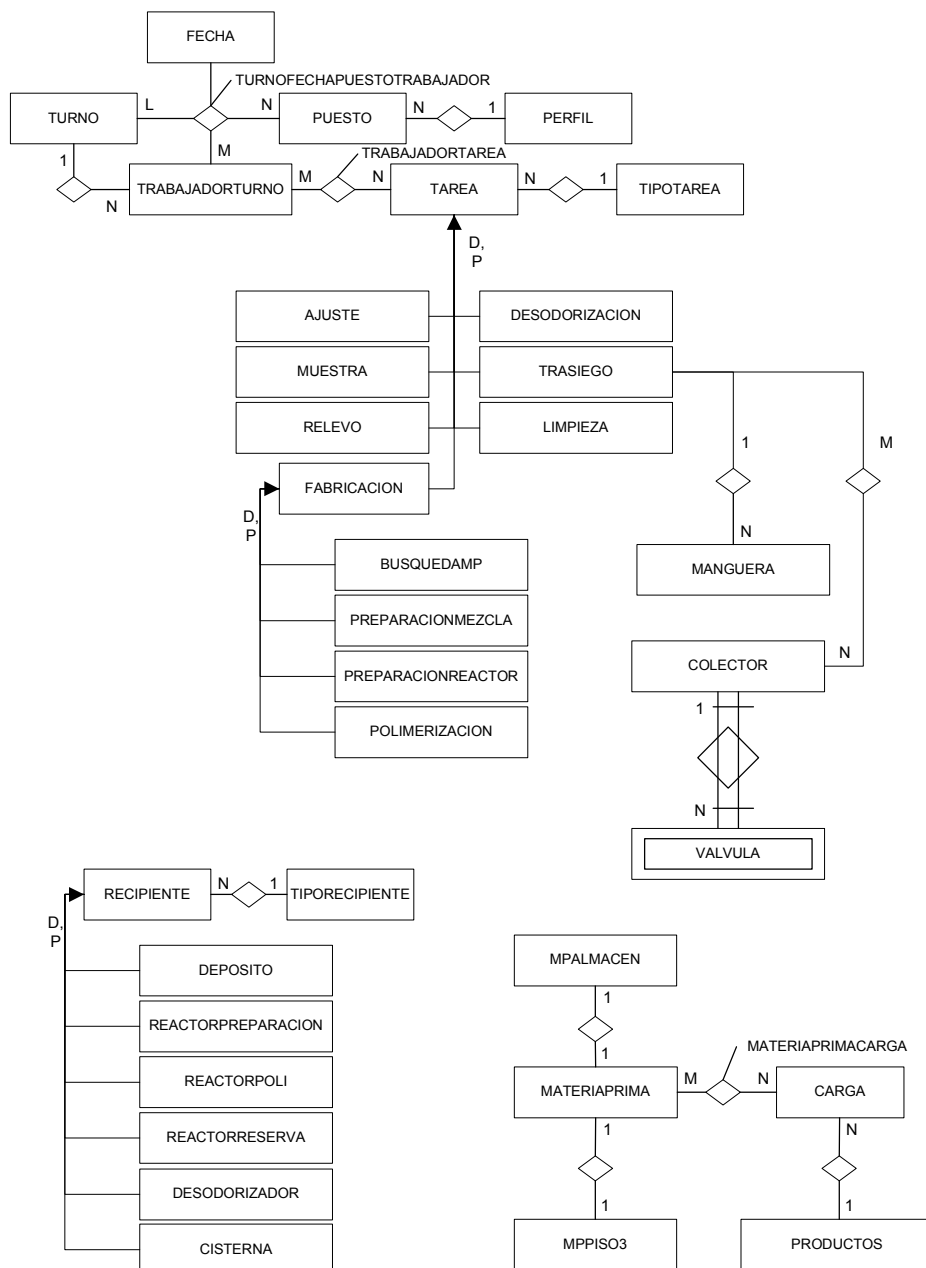 FECHA
TURNOFECHAPUESTOTRABAJADOR
TURNO
L
N
PUESTO
N
1
PERFIL
1
M
TRABAJADORTAREA
N
TRABAJADORTURNO
M
N
TAREA
N
1
TIPOTAREA
D,
P
AJUSTE
DESODORIZACION
MUESTRA
TRASIEGO
RELEVO
LIMPIEZA
1
M
FABRICACION
D,
P
N
BUSQUEDAMP
MANGUERA
PREPARACIONMEZCLA
PREPARACIONREACTOR
COLECTOR
N
1
POLIMERIZACION
N
VALVULA
RECIPIENTE
N
1
TIPORECIPIENTE
D,
P
DEPOSITO
MPALMACEN
1
REACTORPREPARACION
1
MATERIAPRIMACARGA
REACTORPOLI
MATERIAPRIMA
M
N
CARGA
REACTORRESERVA
1
N
DESODORIZADOR
1
1
CISTERNA
MPPISO3
PRODUCTOS